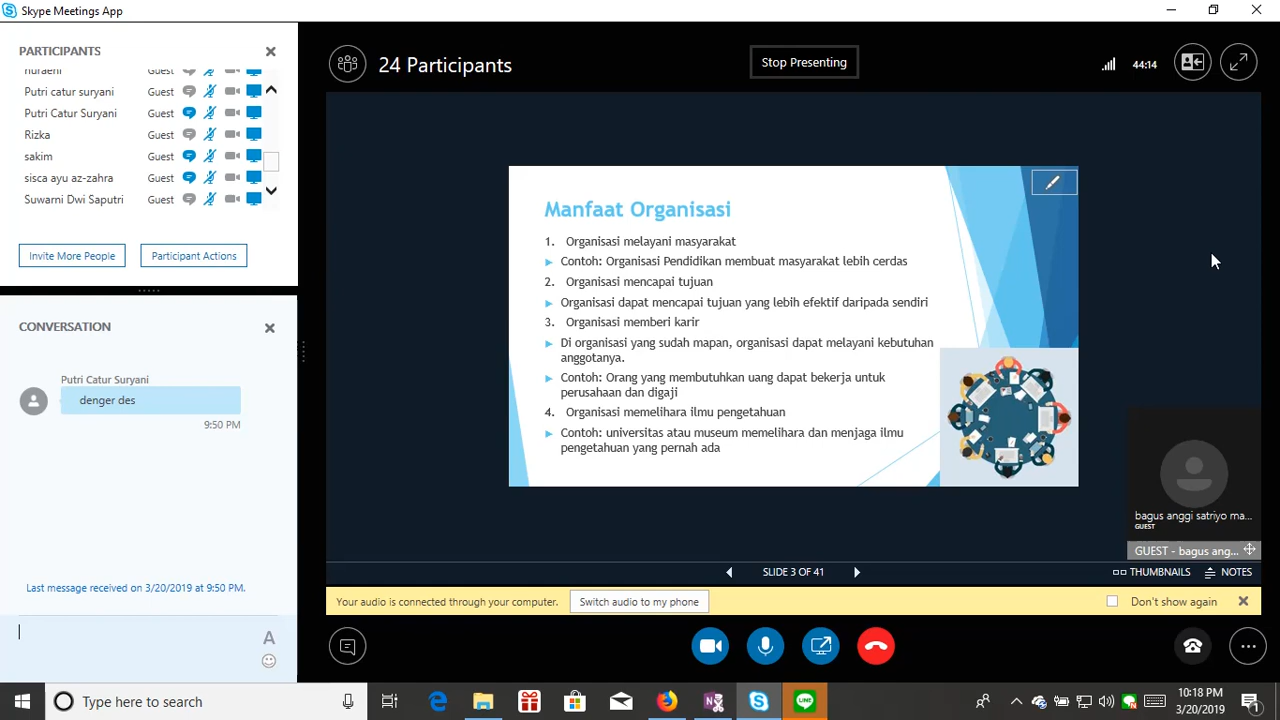 Skype Meetings App
PARTICIPANTS
nuraeni Guest
Putri catur suryani Guest
Putri Catur Suryani Guest
Rizka Guest
sakim Guest
sisca ayu az-zahra Guest
Suwarni Dwi Saputri Guest
Invite More People Participant Actions
CONVERSATION
Putri Catur Suryani
denger des
9:50 PM
Last message received on 3/20/2019 at 9:50 PM.
A
24 Participants
Stop Presenting
44:14
Manfaat Organisasi
1. Organisasi melayani masyarakat
Contoh: Organisasi Pendidikan membuat masyarakat lebih cerdas
2. Organisasi mencapai tujuan
Organisasi dapat mencapai tujuan yang lebih efektif daripada sendiri
3. Organisasi memberi karir
Di organisasi yang sudah mapan, organisasi dapat melayani kebutuhan
anggotanya.
Contoh: Orang yang membutuhkan uang dapat bekerja untuk
perusahaan dan digaji
4. Organisasi memelihara ilmu pengetahuan
Contoh: universitas atau museum memelihara dan menjaga ilmu
pengetahuan yang pernah ada
bagus anggi satriyo ma...
GUEST
GUEST - bagus ang...
SLIDE 3 OF 41
THUMBNAILS NOTES
Your audio is connected through your computer. Switch audio to my phone Don't show again
Type here to search
LINE
10:18 PM
3/20/2019
1